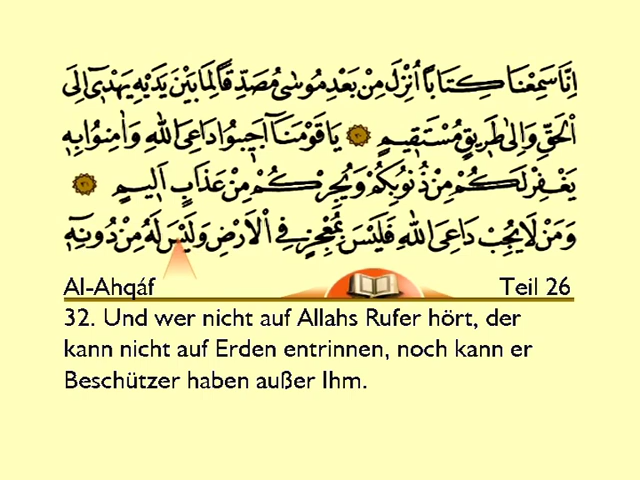 اِنَّا سَمِعْنَا كِتَابًا اُنْزِلَ مِنْ بَعْدِ مُوسٰى مُصَدِّقًا لِمَا بَيْنَ يَدَيْهِ يَهْدٖٓى اِلَى
الْحَقِّ وَاِلٰى طَرٖيقٍ مُسْتَقٖيمٍ ﴿٣٠﴾ يَا قَوْمَنَٓا اَجٖيبُوا دَاعِىَ اللّٰهِ وَاٰمِنُوا بِهٖ
يَغْفِرْ لَكُمْ مِنْ ذُنُوبِكُمْ وَيُجِرْكُمْ مِنْ عَذَابٍ اَلٖيمٍ ﴿٣١﴾
وَمَنْ لَا يُجِبْ دَاعِىَ اللّٰهِ فَلَيْسَ بِمُعْجِزٍ فِى الْاَرْضِ وَلَيْسَ لَهُ مِنْ دُونِهٖٓ
Al-Ahqáf Teil 26
32. Und wer nicht auf Allahs Rufer hört, der
kann nicht auf Erden entrinnen, noch kann er
Beschützer haben außer Ihm.